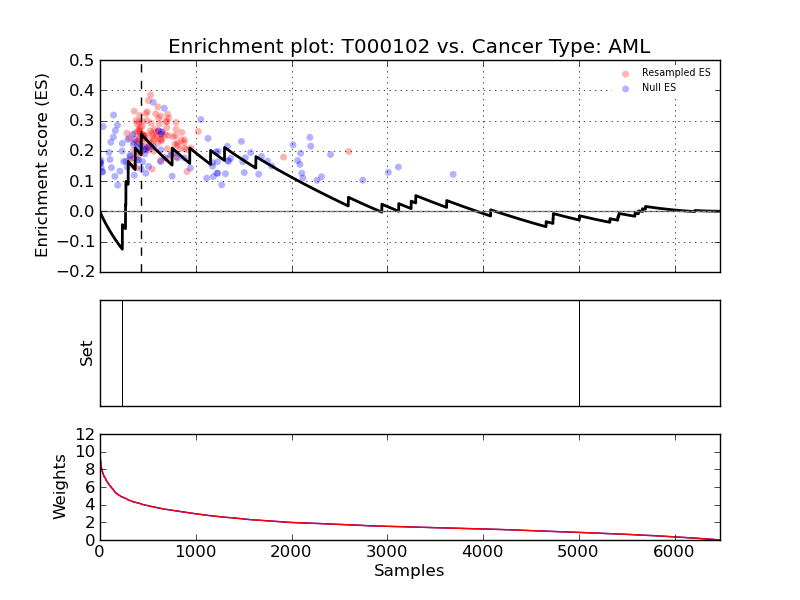 Enrichment plot: T000102 vs. Cancer Type: AML
0.5
0.4
0.3
0.2
0.1
0.0
−0.1
−0.2
Enrichment score (ES)
Resampled ES
Null ES
Set
12
10
8
6
4
2
0
Weights
0 1000 2000 3000 4000 5000 6000
Samples